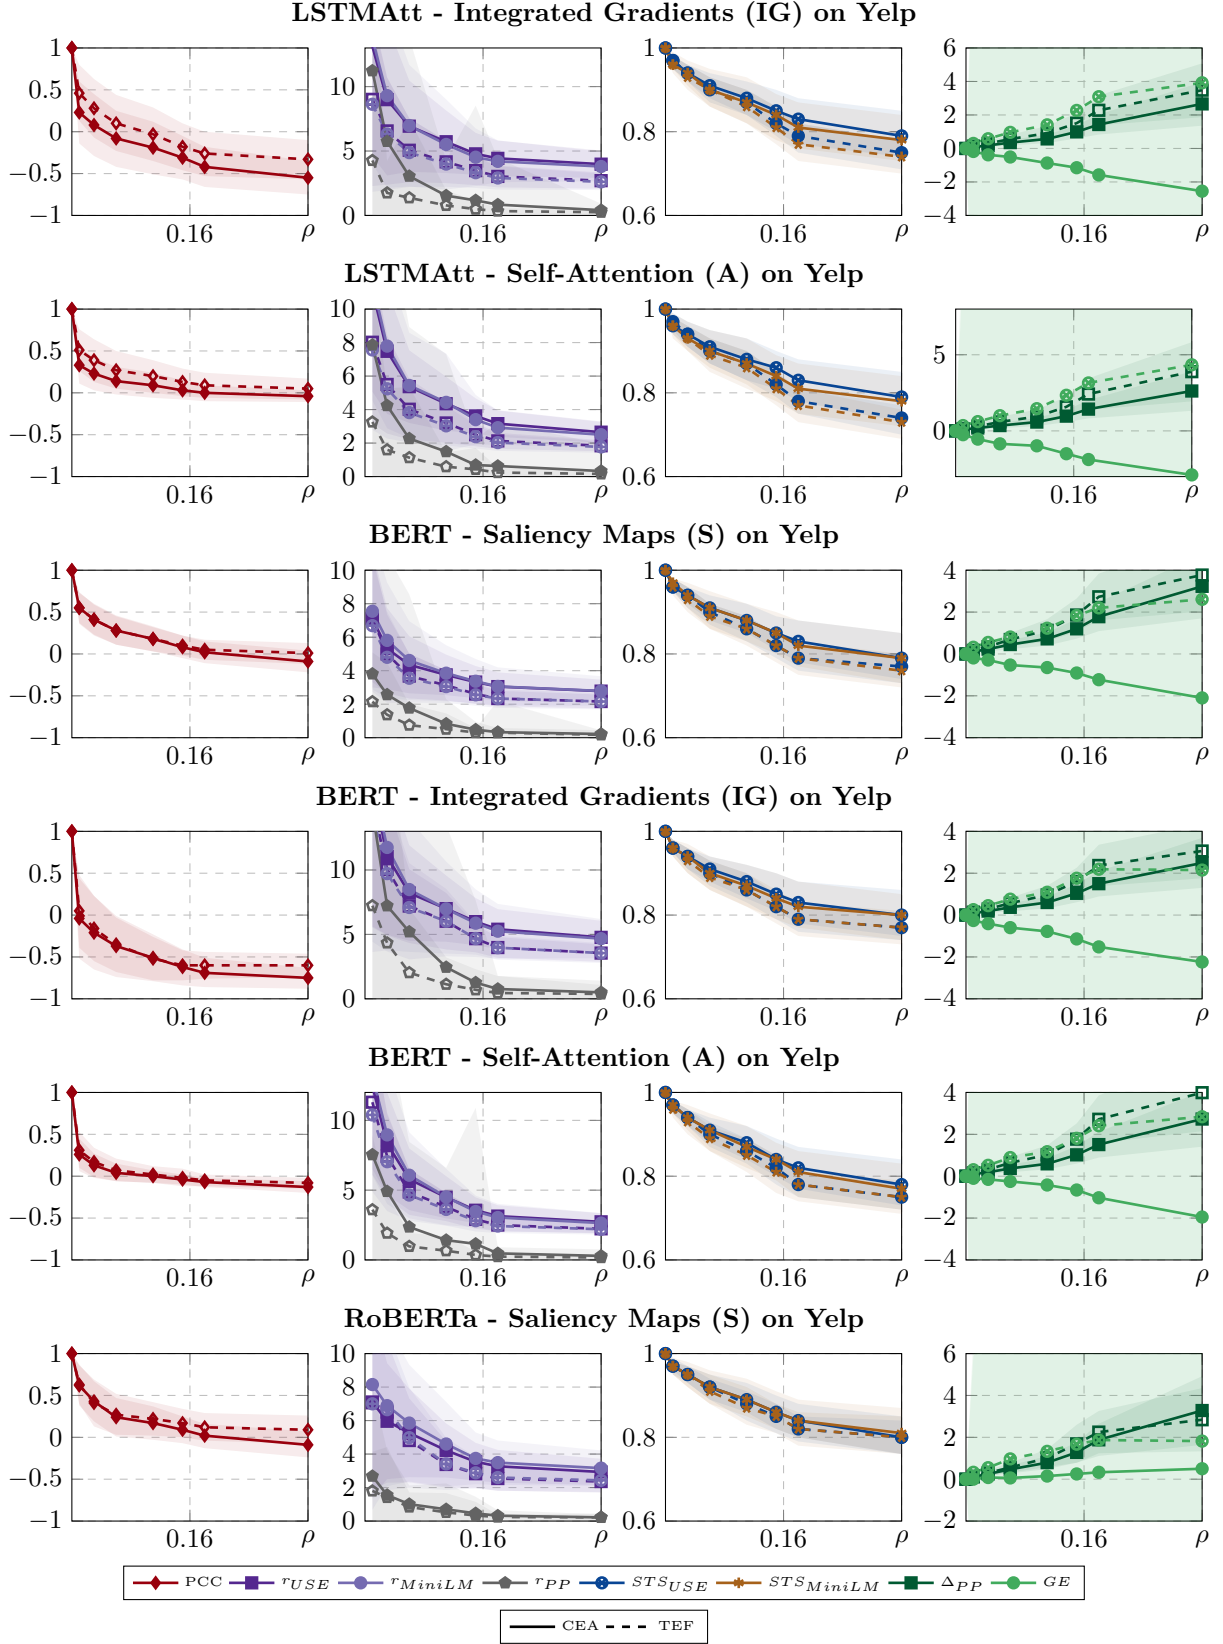 LSTMAtt - Integrated Gradients (IG) on Yelp
1 0.5 0 −0.5 −1 0.16 ρ
10 5 0 0.16 ρ
1 0.8 0.6 0.16 ρ
6 4 2 0 −2 −4 0.16 ρ
LSTMAtt - Self-Attention (A) on Yelp
1 0.5 0 −0.5 −1 0.16 ρ
10 8 6 4 2 0 0.16 ρ
1 0.8 0.6 0.16 ρ
5 0 0.16 ρ
BERT - Saliency Maps (S) on Yelp
1 0.5 0 −0.5 −1 0.16 ρ
10 8 6 4 2 0 0.16 ρ
1 0.8 0.6 0.16 ρ
4 2 0 −2 −4 0.16 ρ
BERT - Integrated Gradients (IG) on Yelp
1 0.5 0 −0.5 −1 0.16 ρ
10 5 0 0.16 ρ
1 0.8 0.6 0.16 ρ
4 2 0 −2 −4 0.16 ρ
BERT - Self-Attention (A) on Yelp
1 0.5 0 −0.5 −1 0.16 ρ
10 5 0 0.16 ρ
1 0.8 0.6 0.16 ρ
4 2 0 −2 −4 0.16 ρ
RoBERTa - Saliency Maps (S) on Yelp
1 0.5 0 −0.5 −1 0.16 ρ
10 8 6 4 2 0 0.16 ρ
1 0.8 0.6 0.16 ρ
6 4 2 0 −2 0.16 ρ
PCC r_USE r_MiniLM r_PP STS_USE STS_MiniLM Δ_PP GE
CEA TEF